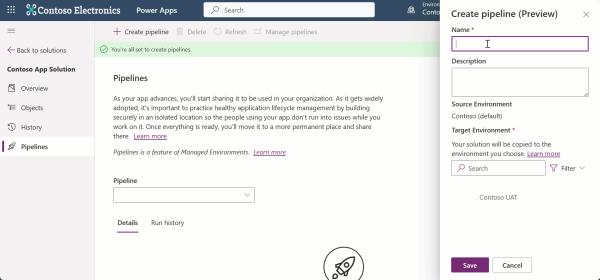 Contoso Electronics
Power Apps
Search
Environ
Conto
Create pipeline
Delete
Refresh
Manage pipelines
Back to solutions
You're all set to create pipelines.
Contoso App Solution
Overview
Objects
History
Pipelines
Pipelines
As your app advances, you'll start sharing it to be used in your organization. As it gets widely
adopted, it's important to practice healthy application lifecycle management by building
securely in an isolated location so the people using your app don't run into issues while you
work on it. Once everything is ready, you'll move it to a more permanent place and share
there. Learn more
Pipelines is a feature of Managed Environments. Learn more
Pipeline
Details
Run history
Create pipeline (Preview)
Name *
Description
Source Environment
Contoso (default)
Target Environment *
Your solution will be copied to the
environment you choose. Learn more
Search
Filter
Contoso UAT
Save
Cancel